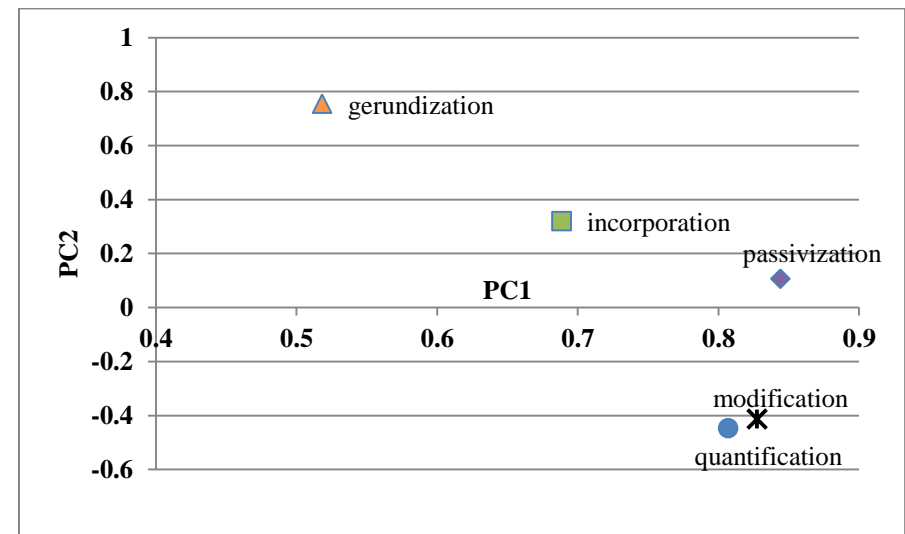 1
0.8
gerundization
0.6
0.4
incorporation
0.2
passivization
PC2
PC1
0
0.4 0.5 0.6 0.7 0.8 0.9
-0.2
-0.4
modification
quantification
-0.6